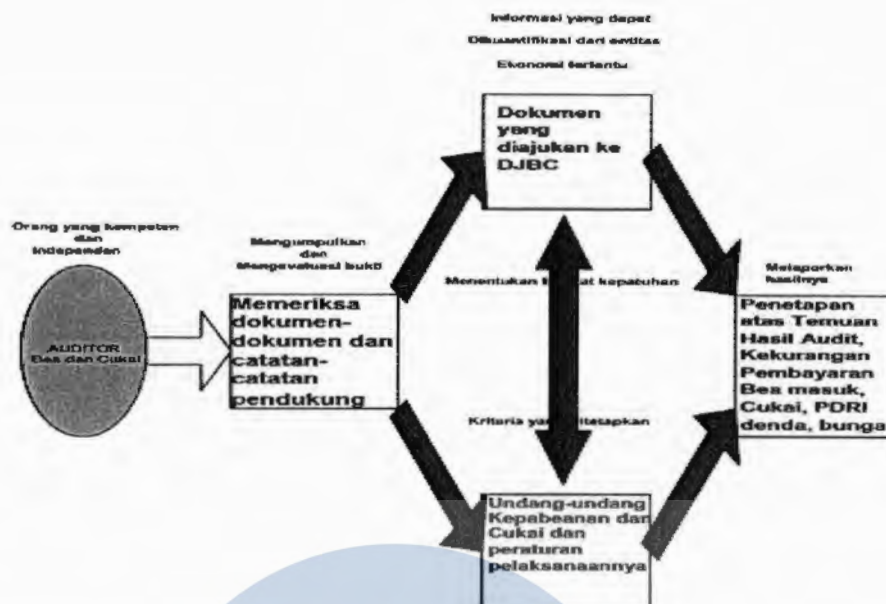 Informasi yang dapat
Dikuantifikasi dari entitas
Ekonomi tertentu
Dokumen
yang
diajukan ke
DJBC
Orang yang kompeten
dan
Independen
AUDITOR
Bea dan Cukai
Mengumpulkan
dan
Mengevaluasi bukti
Memeriksa
dokumen-
dokumen dan
catatan-
catatan
pendukung
Menentukan kepatuhan
Kriteria
Melaporkan
hasilnya
Penetapan
atas Temuan
Hasil Audit,
Kekurangan
Pembayaran
Bea masuk,
Cukai, PDRI
denda, bunga
Undang-undang
Kepabeanan dan
Cukai dan
peraturan
pelaksanaannya